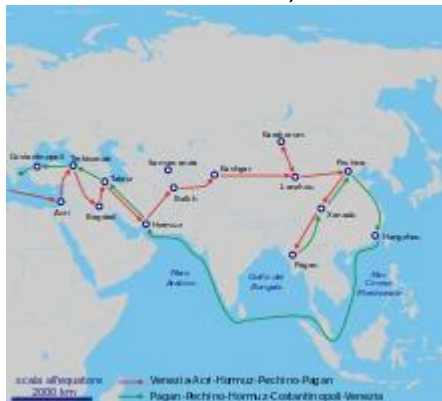 Costantinopoli
Trebisonda
Tabriz
Acri
Bagdad
Hormuz
Samarcanda
Balkh
Kashgar
Karakorum
Lanzhou
Pechino
Xanadu
Hangzhou
Pagan
Mare
Arabico
Golfo del
Bengala
Mar
Cinese
Meridionale
scala all'equatore
2000 km
Venezia-Acri-Hormuz-Pechino-Pagan
Pagan-Pechino-Hormuz-Costantinopoli-Venezia